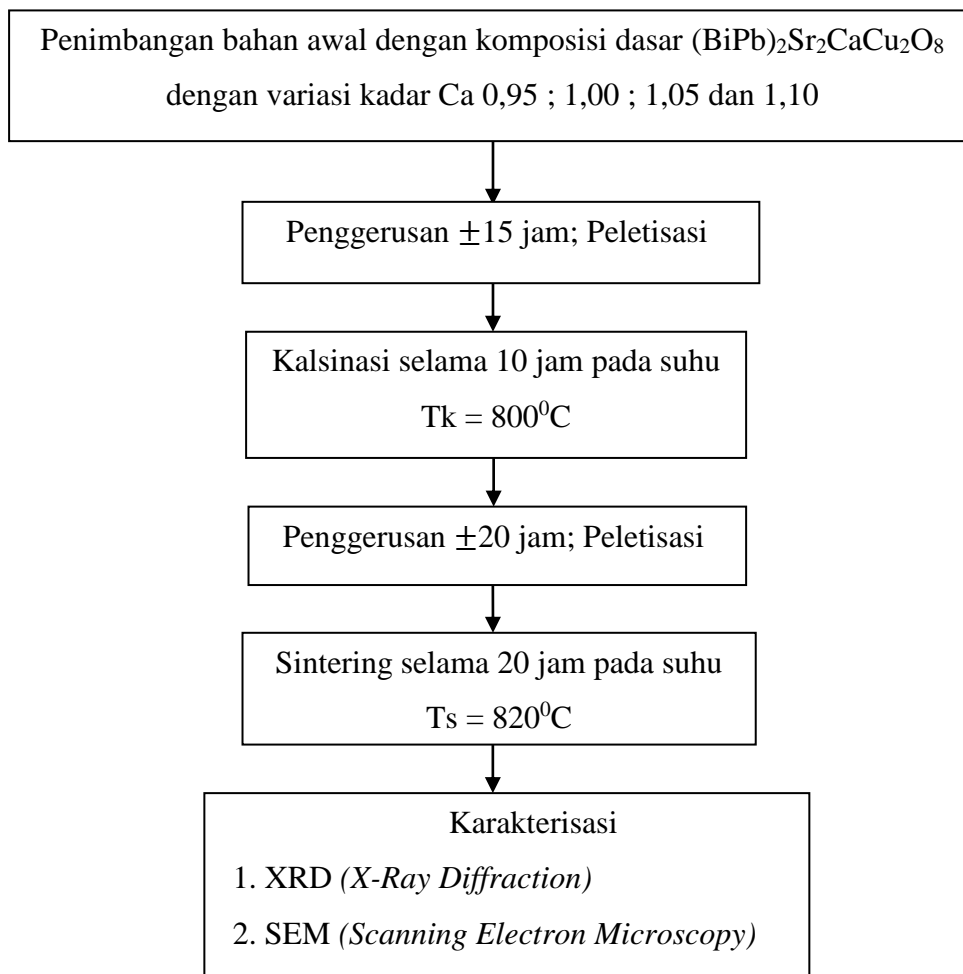 Penimbangan bahan awal dengan komposisi dasar (BiPb)₂Sr₂CaCu₂O₈
dengan variasi kadar Ca 0,95 ; 1,00 ; 1,05 dan 1,10
Penggerusan ±15 jam; Peletisasi
Kalsinasi selama 10 jam pada suhu
Tk = 800⁰C
Penggerusan ±20 jam; Peletisasi
Sintering selama 20 jam pada suhu
Ts = 820⁰C
Karakterisasi
1. XRD (X-Ray Diffraction)
2. SEM (Scanning Electron Microscopy)